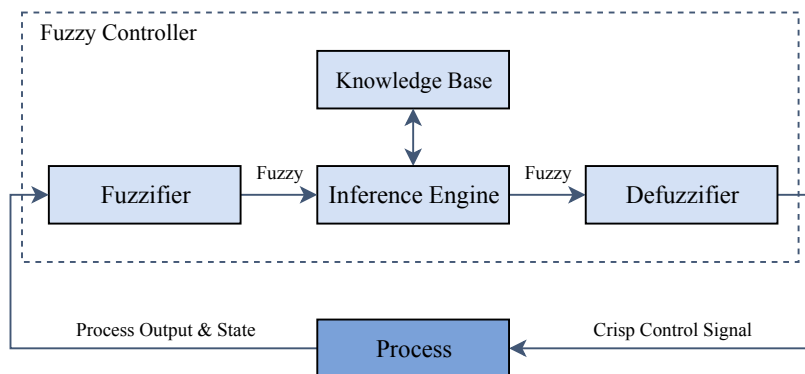 Fuzzy Controller
Knowledge Base
Fuzzifier
Fuzzy
Inference Engine
Fuzzy
Defuzzifier
Process Output & State
Process
Crisp Control Signal